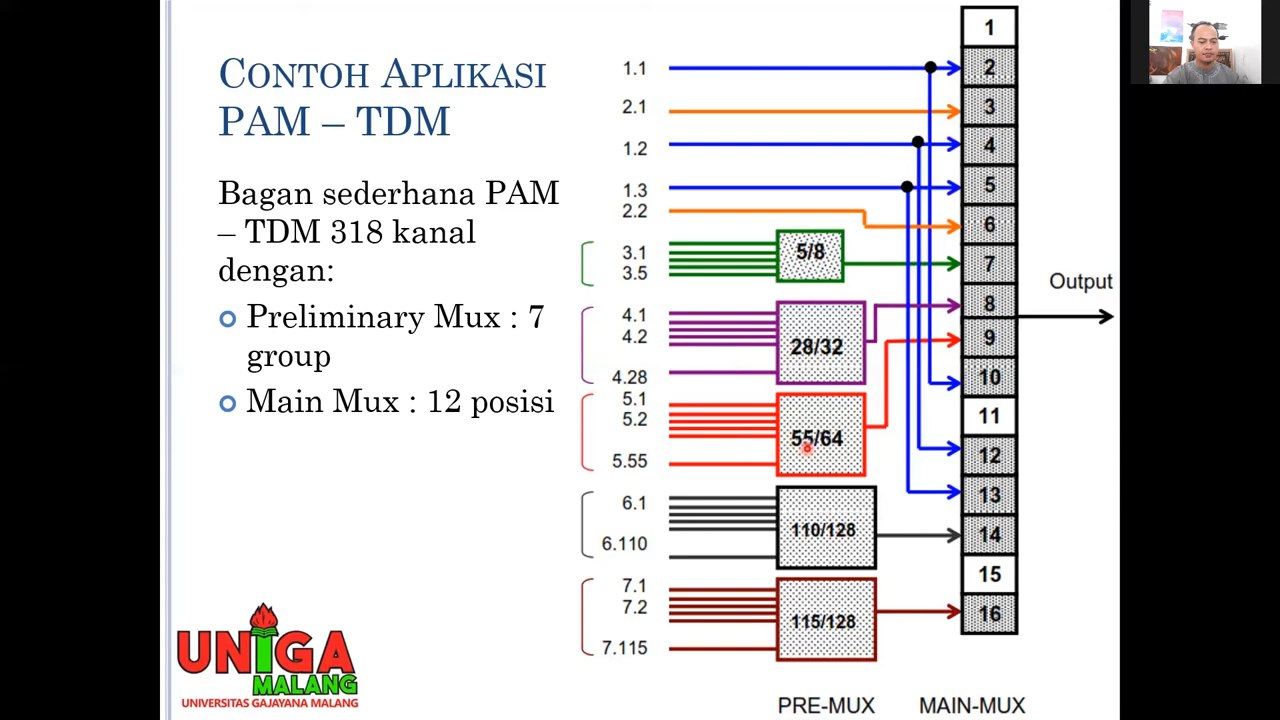 CONTOH APLIKASI
PAM – TDM
Bagan sederhana PAM
– TDM 318 kanal
dengan:
Preliminary Mux : 7
group
Main Mux : 12 posisi
UNIGA
MALANG
UNIVERSITAS GAJAYANA MALANG
1.1
2.1
1.2
1.3
2.2
3.1
3.5
4.1
4.2
4.28
5.1
5.2
5.55
6.1
6.110
7.1
7.2
7.115
5/8
28/32
55/64
110/128
115/128
PRE-MUX
1
2
3
4
5
6
7
8
9
10
11
12
13
14
15
16
MAIN-MUX
Output